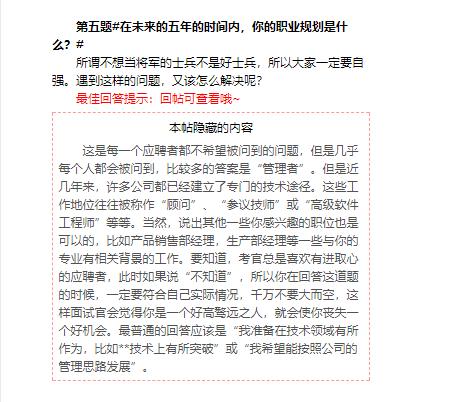 第五题#在未来的五年的时间内，你的职业规划是什
么？#
所谓不想当将军的士兵不是好士兵，所以大家一定要自
强。遇到这样的问题，又该怎么解决呢？
最佳回答提示：回帖可查看哦~
本帖隐藏的内容
这是每一个应聘者都不希望被问到的问题，但是几乎
每个人都会被问到，比较多的答案是“管理者”。但是近
几年来，许多公司都已经建立了专门的技术途径。这些工
作地位往往被称作“顾问”、“参议技师”或“高级软件
工程师”等等。当然，说出其他一些你感兴趣的职位也是
可以的，比如产品销售部经理，生产部经理等一些与你的
专业有相关背景的工作。要知道，考官总是喜欢有进取心
的应聘者，此时如果说“不知道”，所以你在回答这道题
的时候，一定要符合自己实际情况，千万不要大而空，这
样面试官会觉得你是一个好高骛远之人，就会使你丧失一
个好机会。最普通的回答应该是“我准备在技术领域有所
作为，比如**技术上有所突破”或“我希望能按照公司的
管理思路发展”。